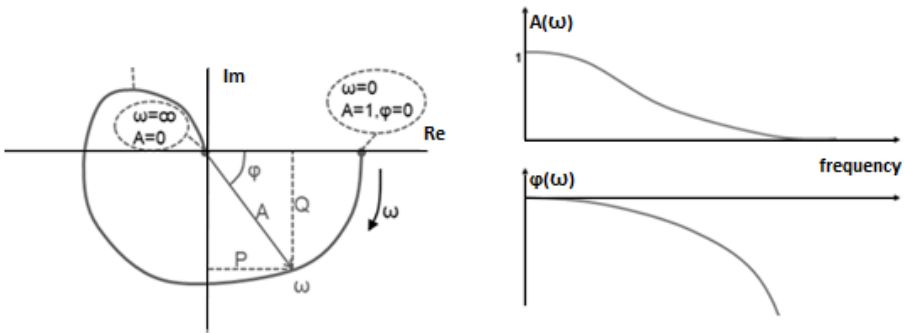 Im
ω=0
A=1,φ=0
ω=∞
A=0
Re
φ
A
Q
P
ω
ω
A(ω)
1
frequency
φ(ω)